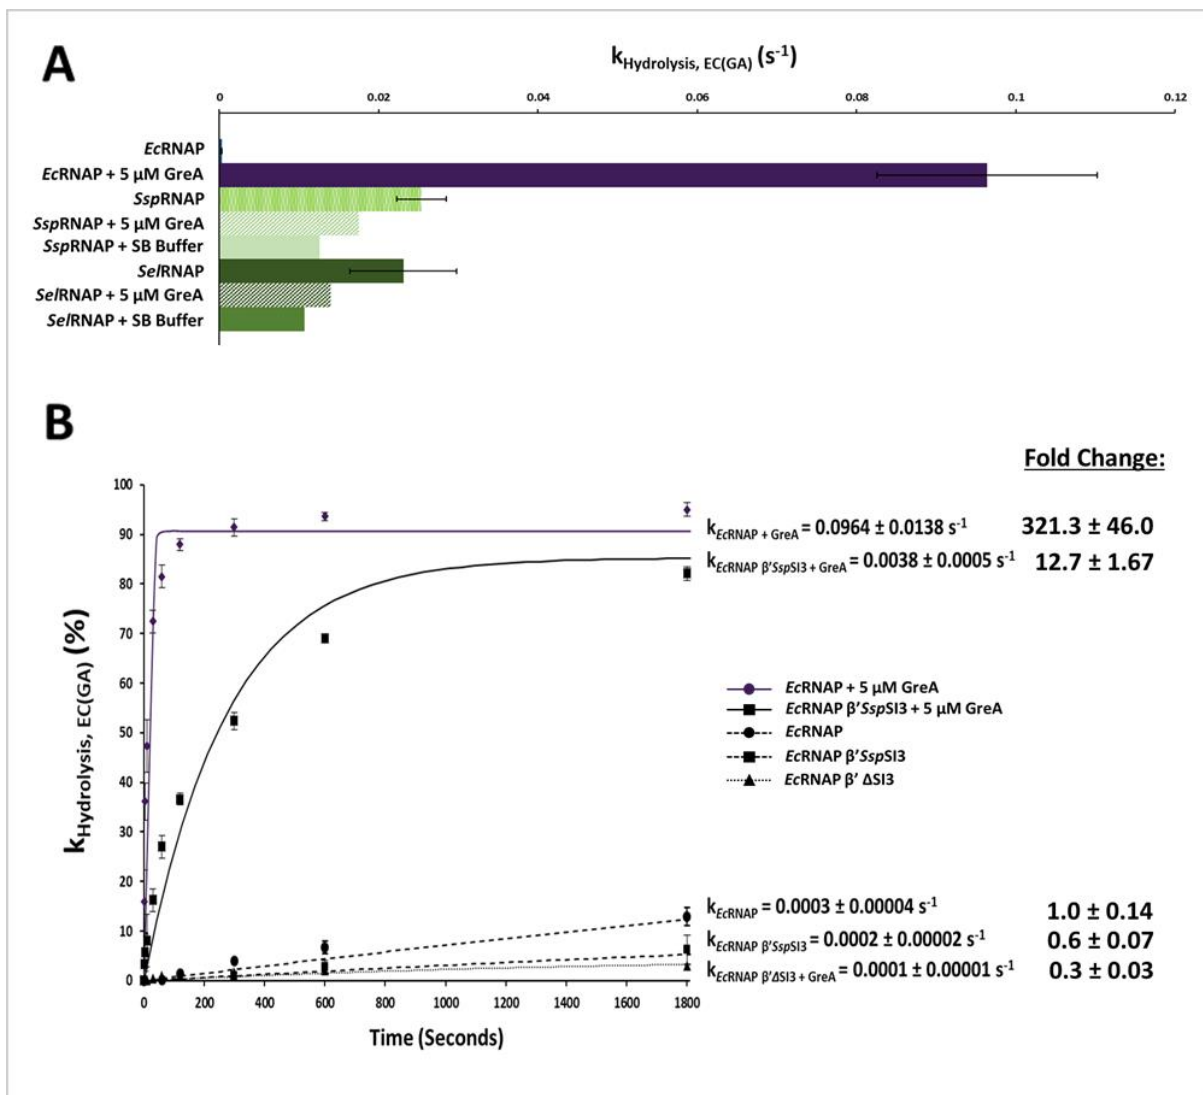 A
kHydrolysis, EC(GA) (s-1)
0 0.02 0.04 0.06 0.08 0.1 0.12
EcRNAP
EcRNAP + 5 µM GreA
SspRNAP
SspRNAP + 5 µM GreA
SspRNAP + SB Buffer
SelRNAP
SelRNAP + 5 µM GreA
SelRNAP + SB Buffer
B
Fold Change:
kHydrolysis, EC(GA) (%)
100
90
80
70
60
50
40
30
20
10
0
kEcRNAP + GreA = 0.0964 ± 0.0138 s-1 321.3 ± 46.0
kEcRNAP β'SspSI3 + GreA = 0.0038 ± 0.0005 s-1 12.7 ± 1.67
EcRNAP + 5 µM GreA
EcRNAP β'SspSI3 + 5 µM GreA
EcRNAP
EcRNAP β'SspSI3
EcRNAP β' ΔSI3
kEcRNAP = 0.0003 ± 0.00004 s-1 1.0 ± 0.14
kEcRNAP β'SspSI3 = 0.0002 ± 0.00002 s-1 0.6 ± 0.07
kEcRNAP β'ΔSI3 + GreA = 0.0001 ± 0.00001 s-1 0.3 ± 0.03
0 200 400 600 800 1000 1200 1400 1600 1800
Time (Seconds)